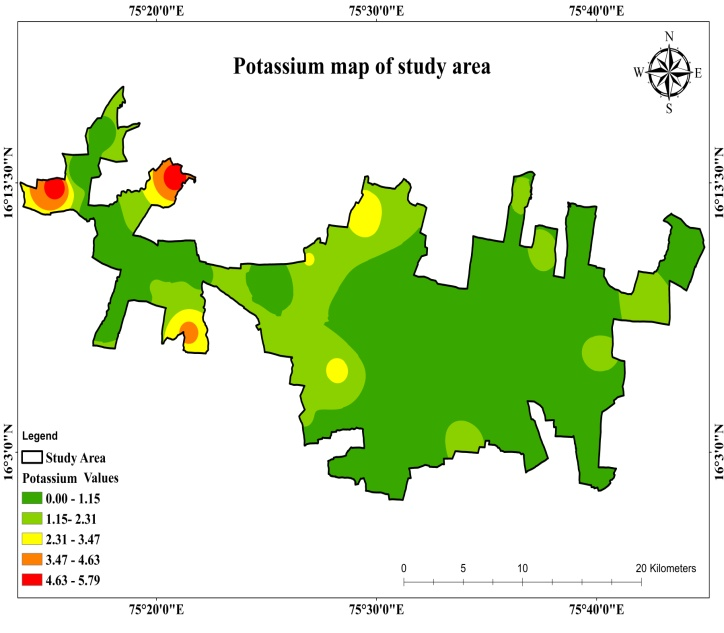 75°20'0"E 75°30'0"E 75°40'0"E
Potassium map of study area
N
W E
S
16°13'30"N 16°13'30"N
16°3'0"N 16°3'0"N
Legend
Study Area
Potassium Values
0.00 - 1.15
1.15- 2.31
2.31 - 3.47
3.47 - 4.63
4.63 - 5.79
0 5 10 20 Kilometers
75°20'0"E 75°30'0"E 75°40'0"E